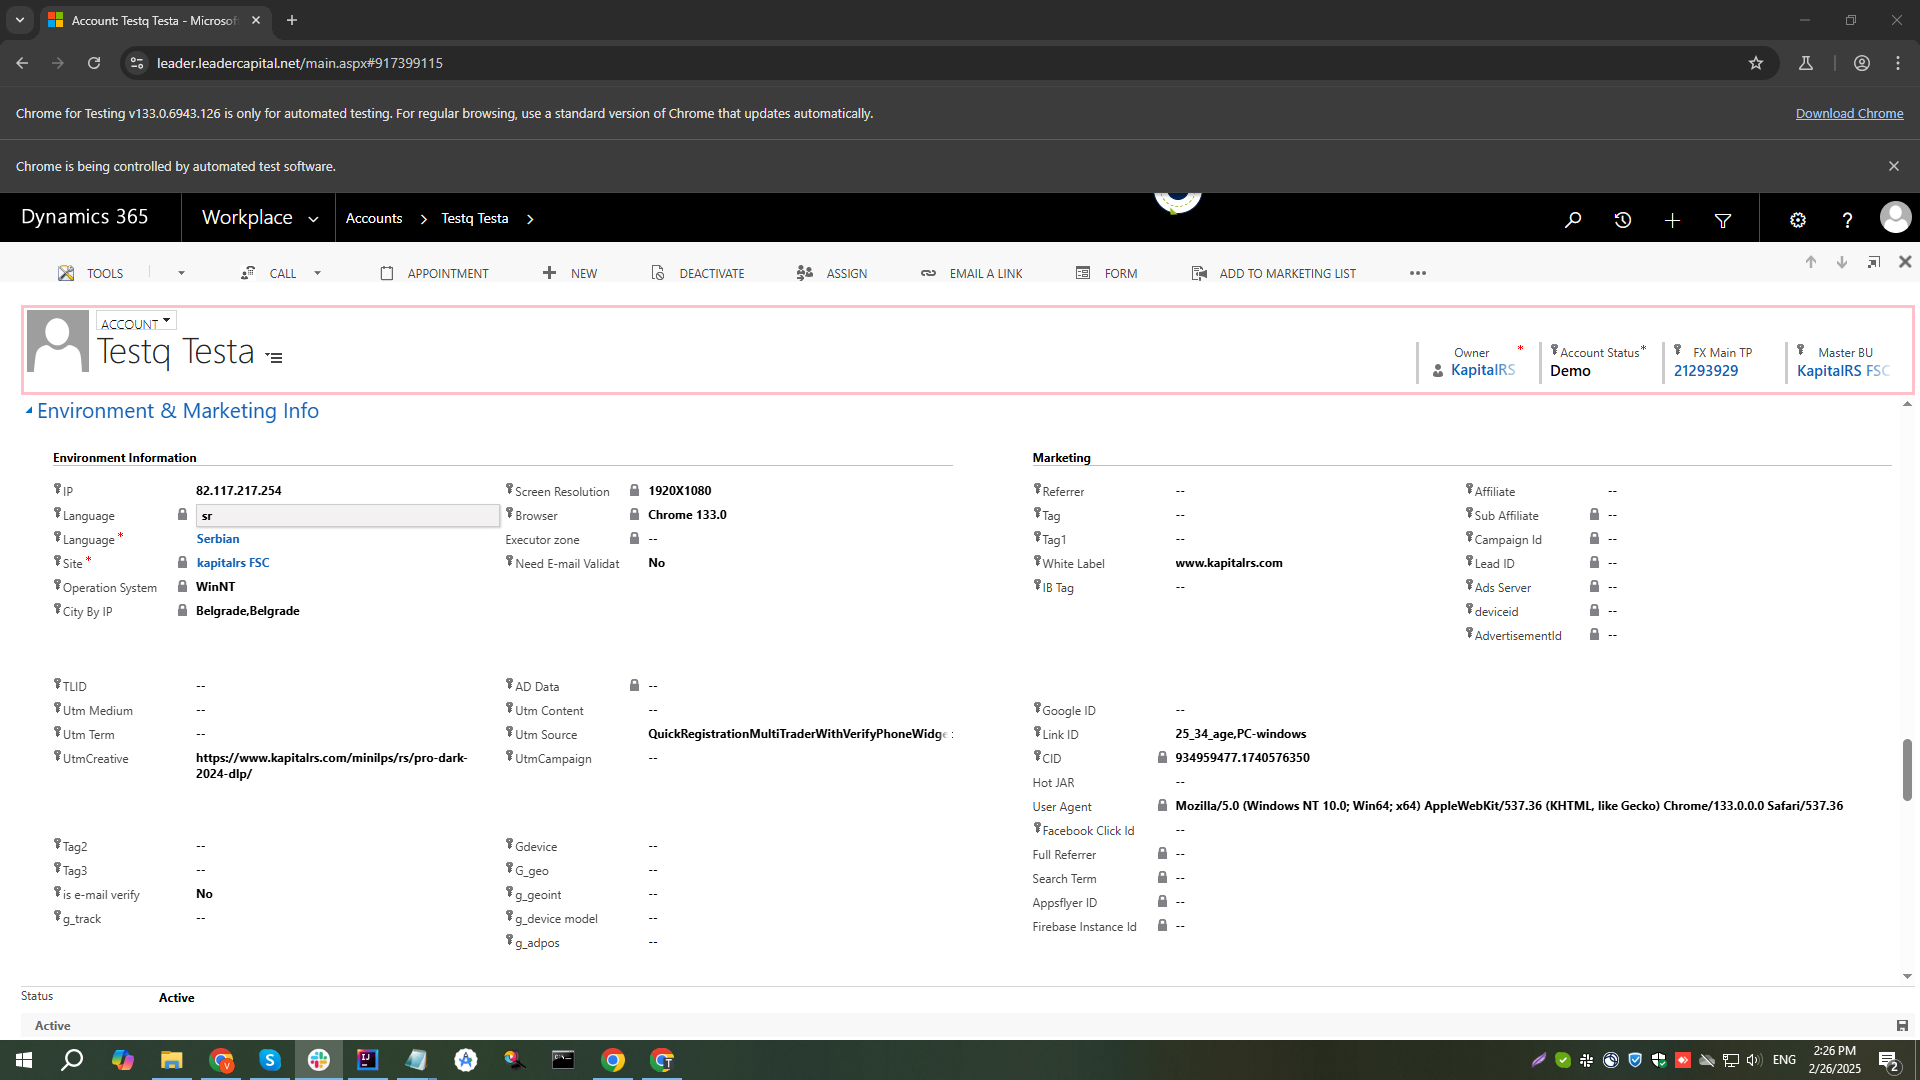 Account: Testq Testa - Microsof
leader.leadercapital.net/main.aspx#917399115
Chrome for Testing v133.0.6943.126 is only for automated testing. For regular browsing, use a standard version of Chrome that updates automatically.
Download Chrome
Chrome is being controlled by automated test software.
Dynamics 365
Workplace
Accounts
Testq Testa
TOOLS
CALL
APPOINTMENT
NEW
DEACTIVATE
ASSIGN
EMAIL A LINK
FORM
ADD TO MARKETING LIST
ACCOUNT
Testq Testa
Owner *
KapitalRS
Account Status *
Demo
FX Main TP
21293929
Master BU
KapitalRS FSC
Environment & Marketing Info
Environment Information
IP 82.117.217.254
Language sr
Language * Serbian
Site * kapitalrs FSC
Operation System WinNT
City By IP Belgrade,Belgrade
Screen Resolution 1920X1080
Browser Chrome 133.0
Executor zone --
Need E-mail Validat No
Marketing
Referrer --
Tag --
Tag1 --
White Label www.kapitalrs.com
IB Tag --
Affiliate --
Sub Affiliate --
Campaign Id --
Lead ID --
Ads Server --
deviceid --
AdvertisementId --
TLID --
Utm Medium --
Utm Term --
UtmCreative https://www.kapitalrs.com/minilps/rs/pro-dark-
2024-dlp/
AD Data --
Utm Content --
Utm Source QuickRegistrationMultiTraderWithVerifyPhoneWidge :
UtmCampaign --
Google ID --
Link ID 25_34_age,PC-windows
CID 934959477.1740576350
Hot JAR --
User Agent Mozilla/5.0 (Windows NT 10.0; Win64; x64) AppleWebKit/537.36 (KHTML, like Gecko) Chrome/133.0.0.0 Safari/537.36
Facebook Click Id --
Full Referrer --
Search Term --
Appsflyer ID --
Firebase Instance Id --
Tag2 --
Tag3 --
is e-mail verify No
g_track --
Gdevice --
G_geo --
g_geoint --
g_device model --
g_adpos --
Status Active
Active
ENG
2:26 PM
2/26/2025
2